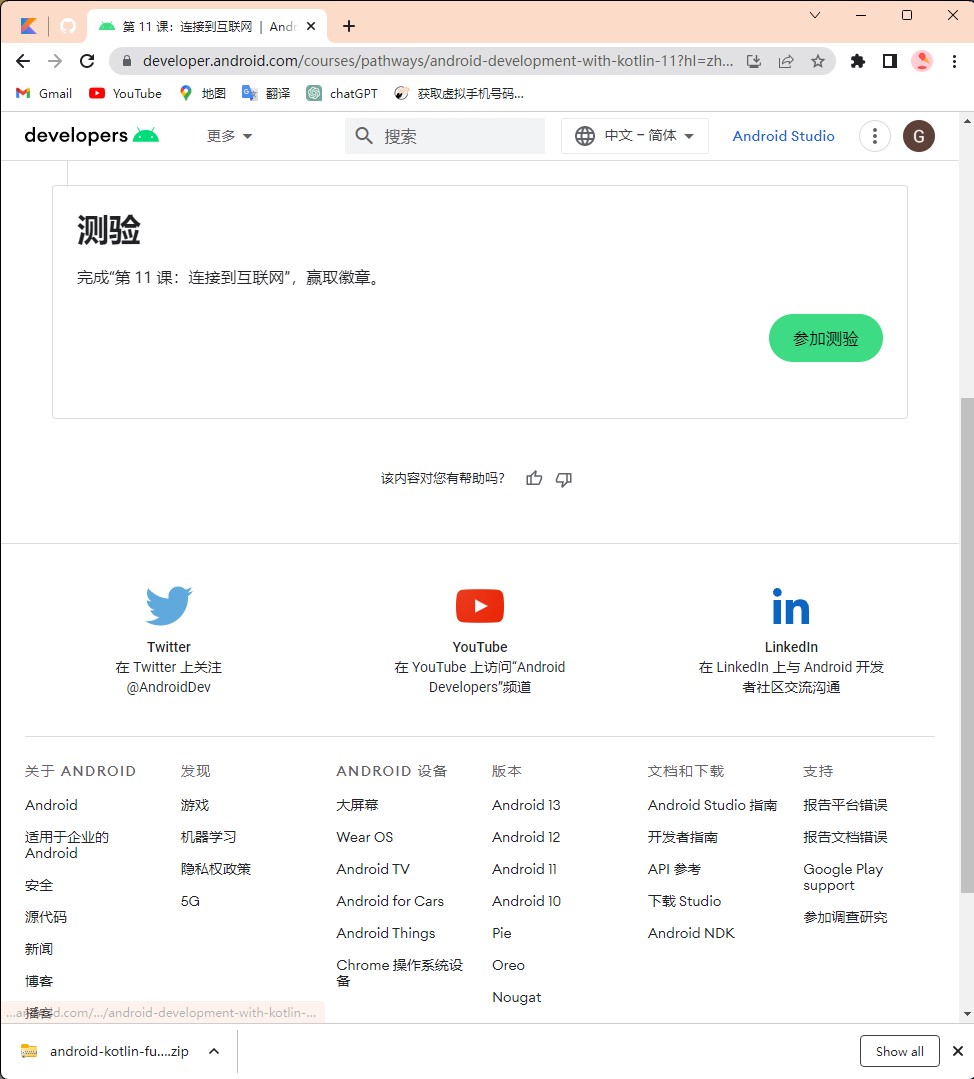 第 11 课：连接到互联网 | Andr
developer.android.com/courses/pathways/android-development-with-kotlin-11?hl=zh...
Gmail YouTube 地图 翻译 chatGPT 获取虚拟手机号码...
developers 更多 搜索 中文 – 简体 Android Studio G
测验
完成“第 11 课：连接到互联网”，赢取徽章。
参加测验
该内容对您有帮助吗？
Twitter
在 Twitter 上关注
@AndroidDev
YouTube
在 YouTube 上访问“Android
Developers”频道
LinkedIn
在 LinkedIn 上与 Android 开发
者社区交流沟通
关于 ANDROID
Android
适用于企业的
Android
安全
源代码
新闻
博客
播客
发现
游戏
机器学习
隐私权政策
5G
ANDROID 设备
大屏幕
Wear OS
Android TV
Android for Cars
Android Things
Chrome 操作系统设
备
版本
Android 13
Android 12
Android 11
Android 10
Pie
Oreo
Nougat
文档和下载
Android Studio 指南
开发者指南
API 参考
下载 Studio
Android NDK
支持
报告平台错误
报告文档错误
Google Play
support
参加调查研究
android-kotlin-fu....zip Show all